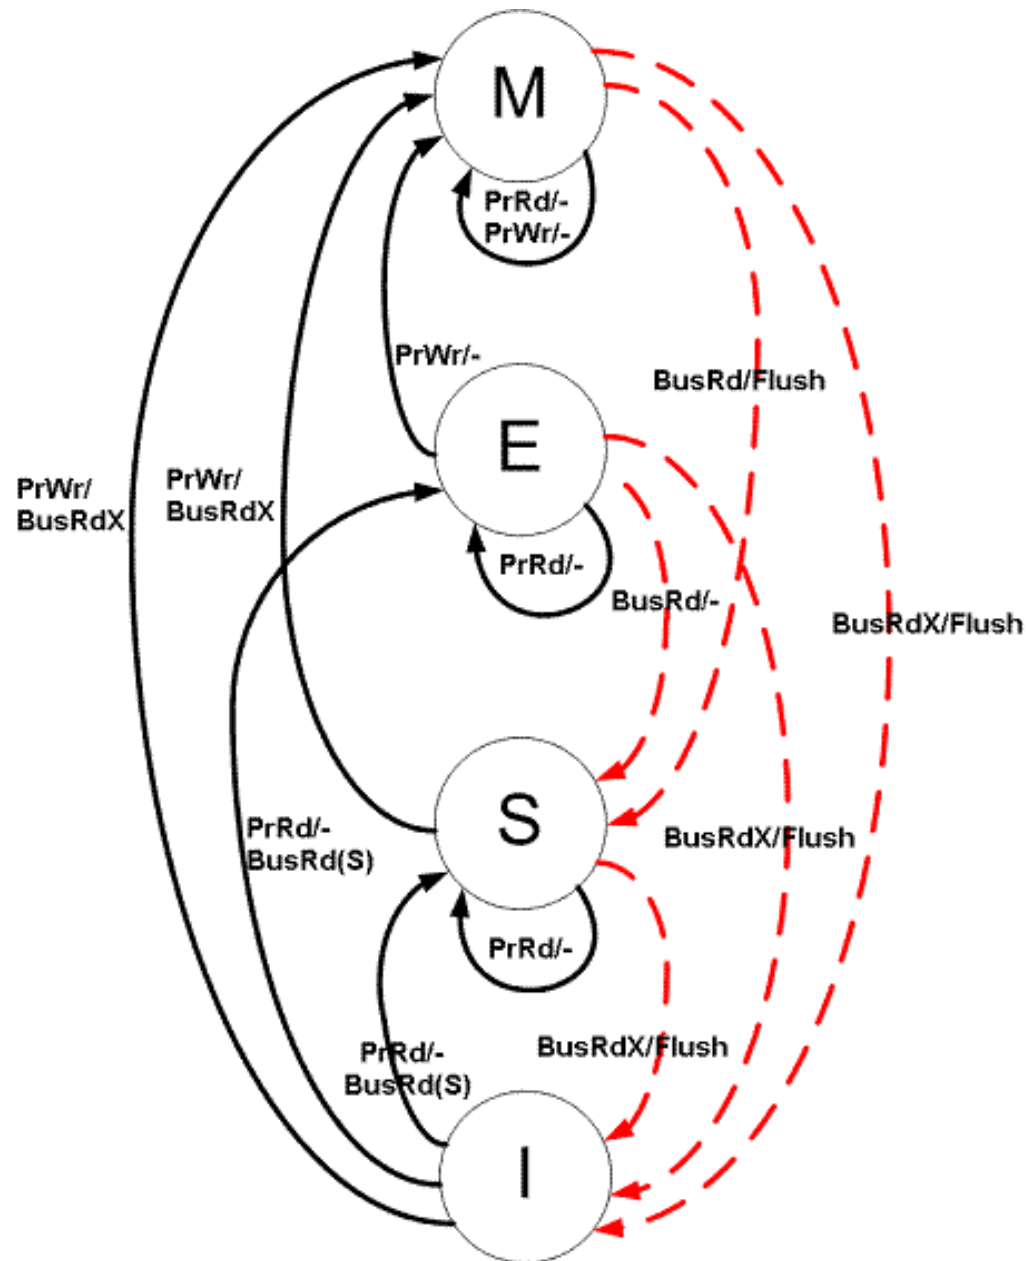 M
PrRd/-
PrWr/-
PrWr/-
BusRd/Flush
E
PrWr/
BusRdX
PrWr/
BusRdX
PrRd/-
BusRd/-
BusRdX/Flush
S
PrRd/-
BusRd(S)
BusRdX/Flush
PrRd/-
PrRd/-
BusRd(S)
BusRdX/Flush
I